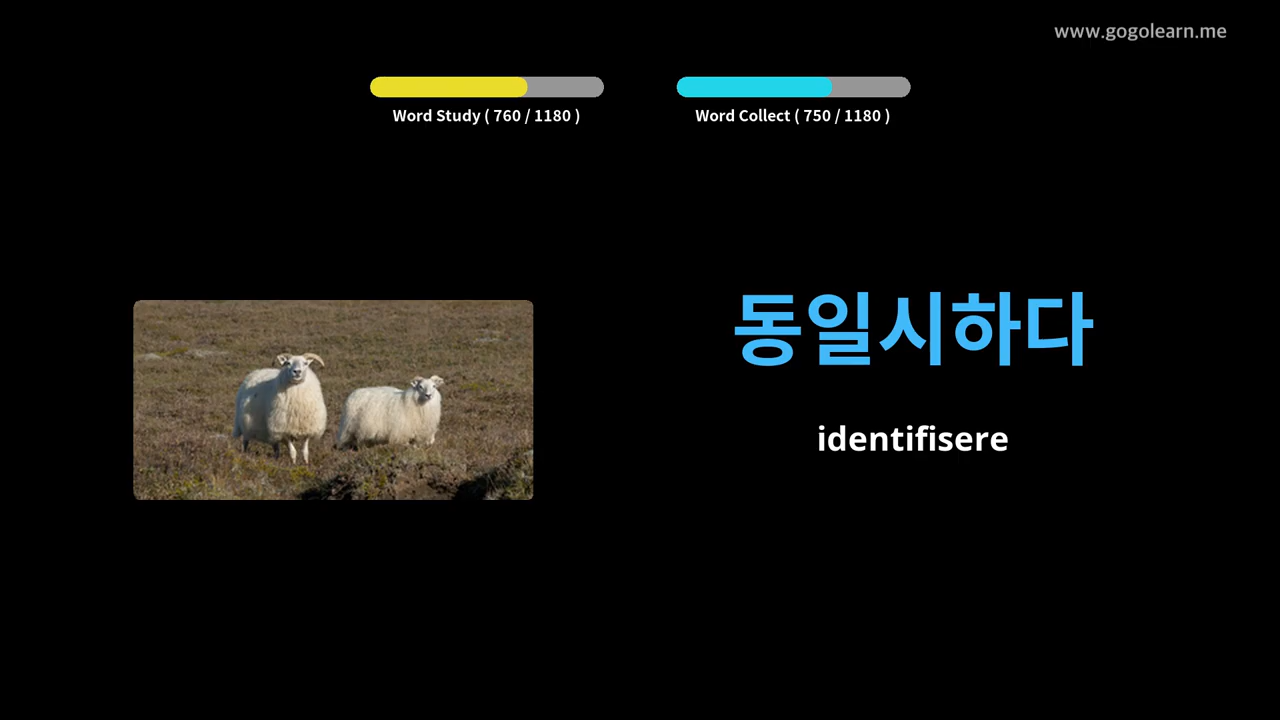 www.gogolearn.me
Word Study ( 760 / 1180 )
Word Collect ( 750 / 1180 )
동일시하다
identifisere